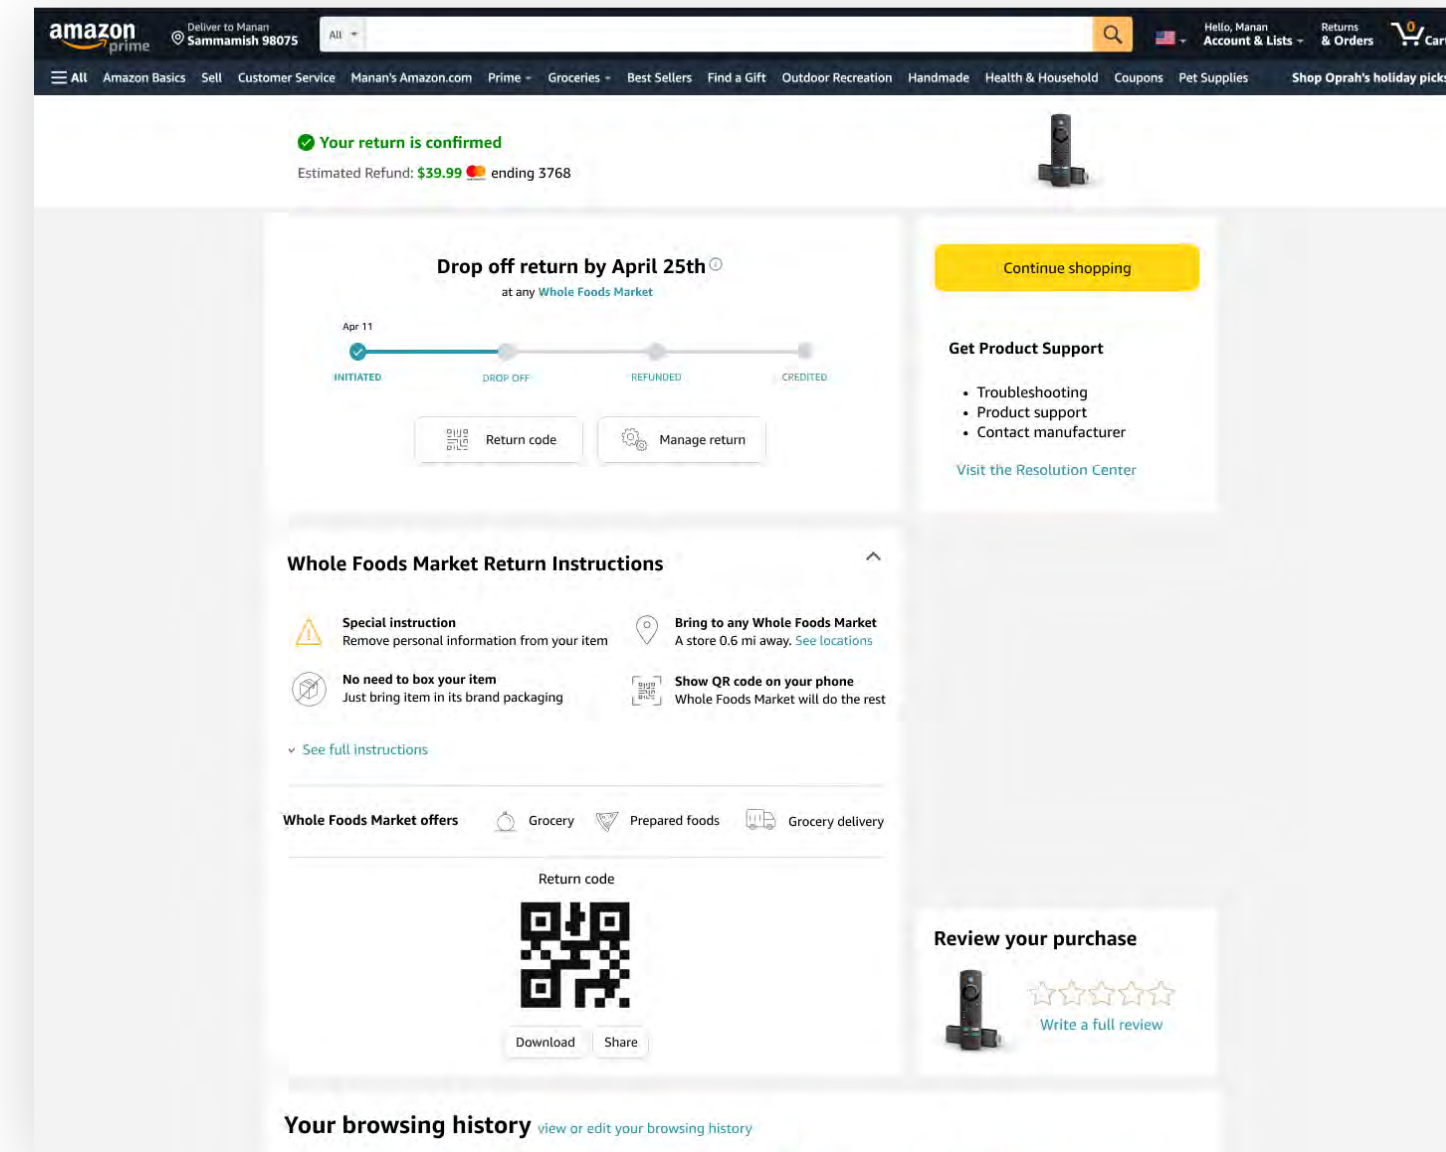 amazon prime
Deliver to Manan
Sammamish 98075
All
Hello, Manan
Account & Lists
Returns
& Orders
0
Cart
All Amazon Basics Sell Customer Service Manan's Amazon.com Prime Groceries Best Sellers Find a Gift Outdoor Recreation Handmade Health & Household Coupons Pet Supplies Shop Oprah's holiday picks
Your return is confirmed
Estimated Refund: $39.99 ending 3768
Drop off return by April 25th
at any Whole Foods Market
Apr 11
INITIATED DROP OFF REFUNDED CREDITED
Return code Manage return
Continue shopping
Get Product Support
• Troubleshooting
• Product support
• Contact manufacturer
Visit the Resolution Center
Whole Foods Market Return Instructions
Special instruction
Remove personal information from your item
Bring to any Whole Foods Market
A store 0.6 mi away. See locations
No need to box your item
Just bring item in its brand packaging
Show QR code on your phone
Whole Foods Market will do the rest
See full instructions
Whole Foods Market offers Grocery Prepared foods Grocery delivery
Return code
Download Share
Review your purchase
Write a full review
Your browsing history view or edit your browsing history